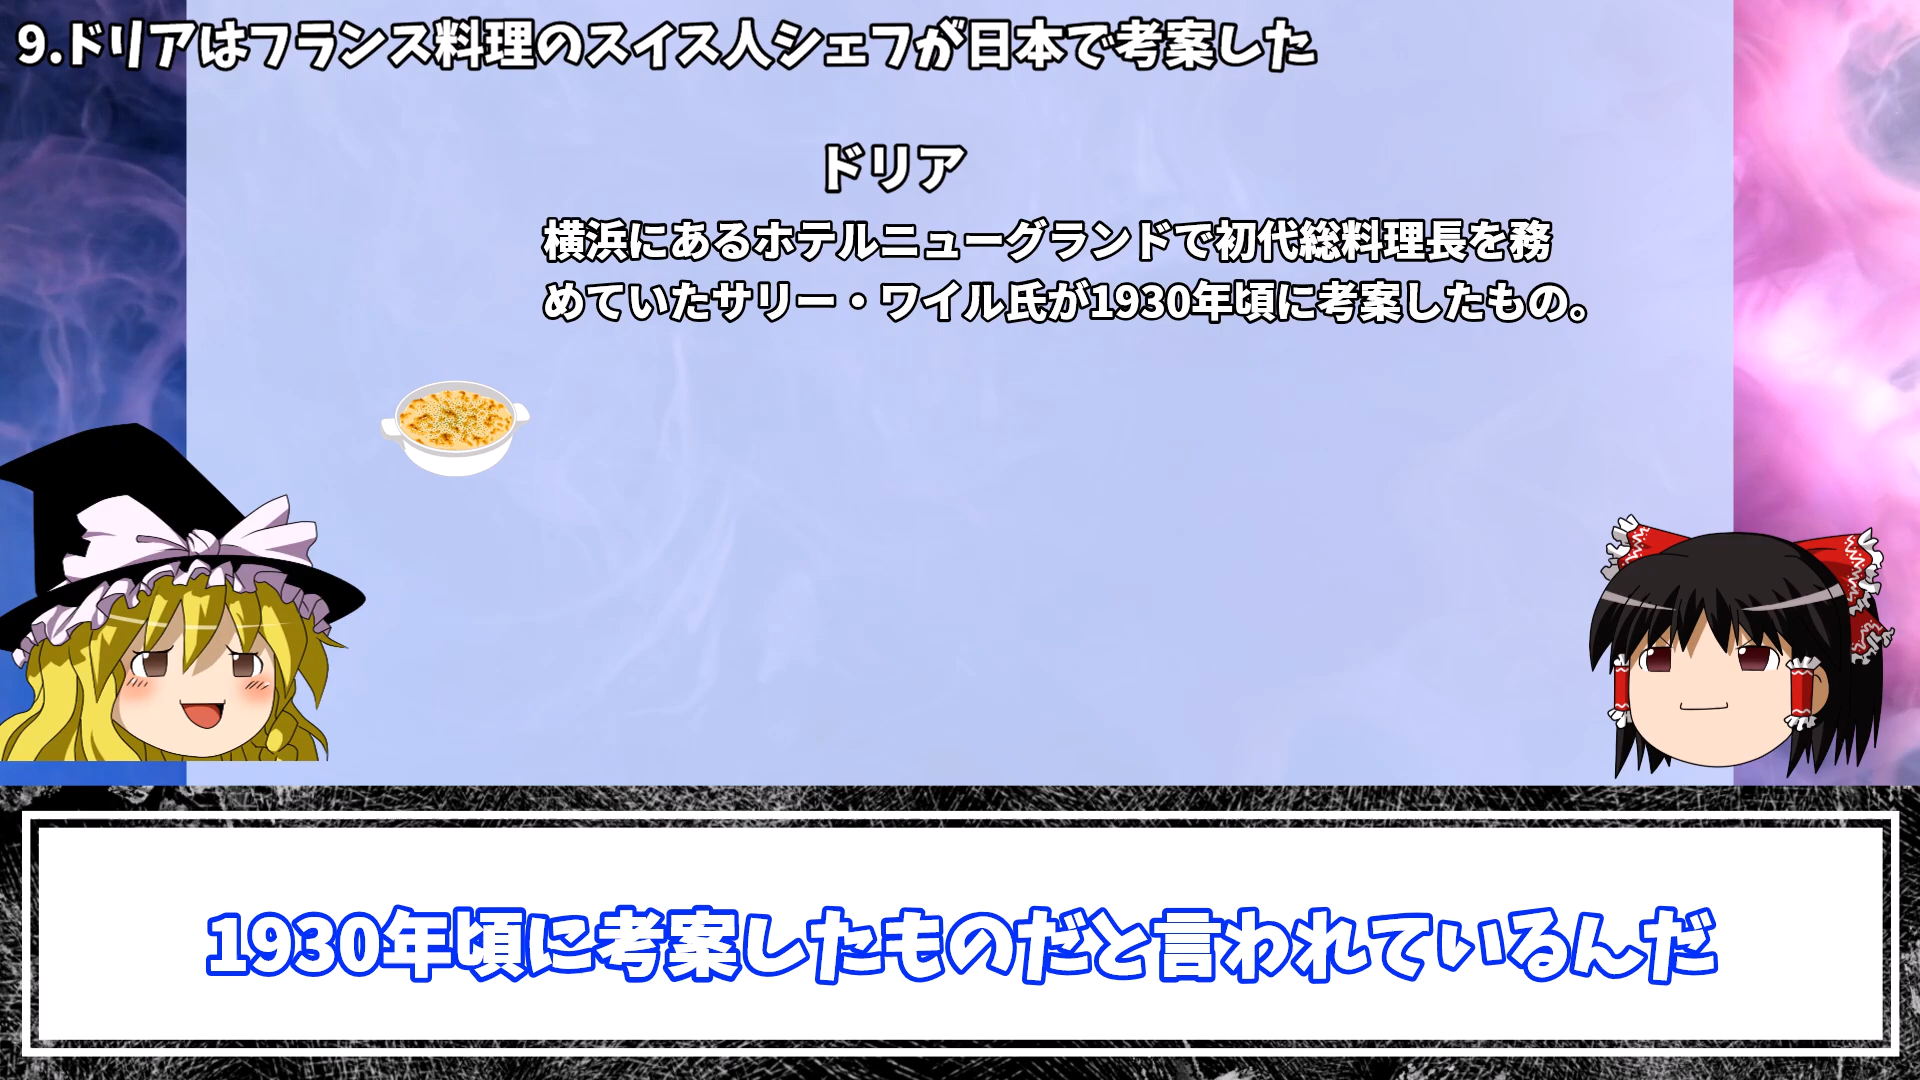 9.ドリアはフランス料理のスイス人シェフが日本で考案した
ドリア
横浜にあるホテルニューグランドで初代総料理長を務
めていたサリー・ワイル氏が1930年頃に考案したもの。
1930年頃に考案したものだと言われているんだ